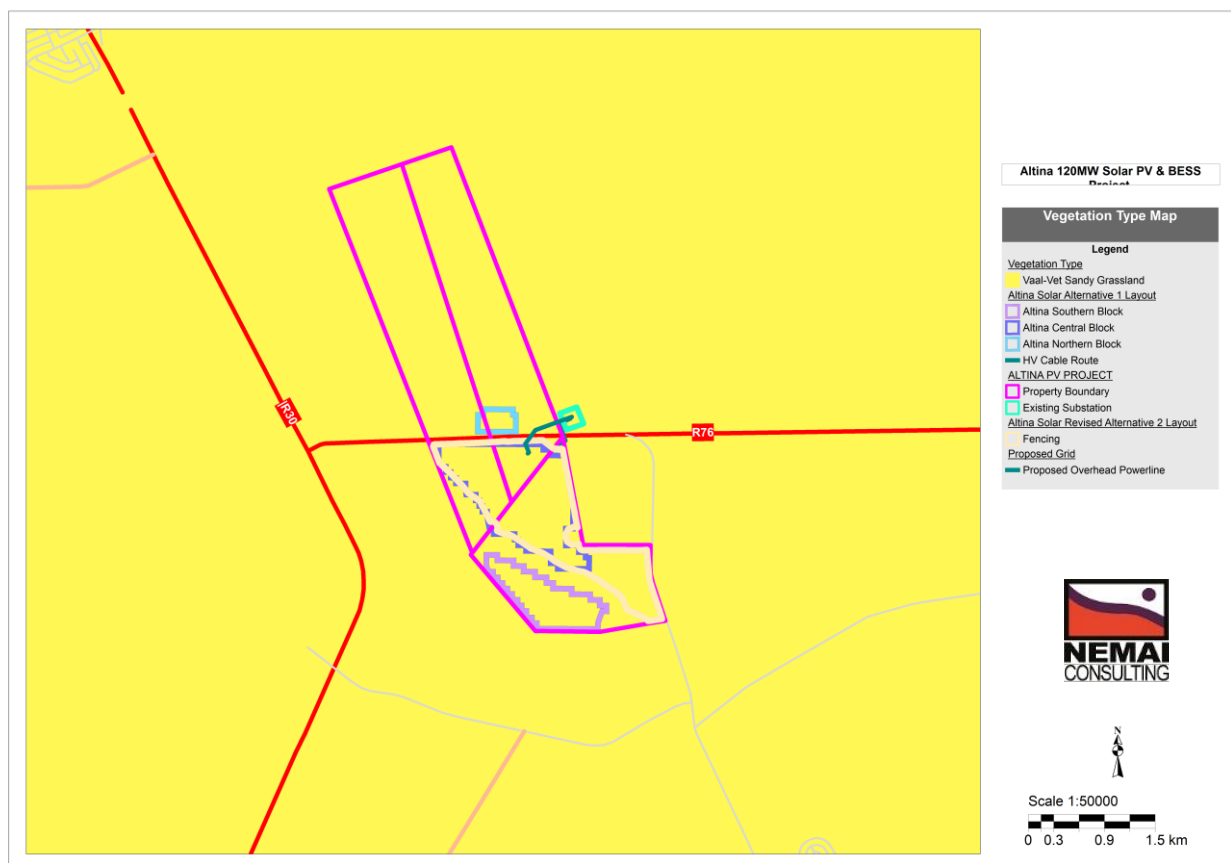 R30
R76
Altina 120MW Solar PV & BESS
Project
Vegetation Type Map
Legend
Vegetation Type
Vaal-Vet Sandy Grassland
Altina Solar Alternative 1 Layout
Altina Southern Block
Altina Central Block
Altina Northern Block
HV Cable Route
ALTINA PV PROJECT
Property Boundary
Existing Substation
Altina Solar Revised Alternative 2 Layout
Fencing
Proposed Grid
Proposed Overhead Powerline
NEMAI
CONSULTING
N
Scale 1:50000
0 0.3 0.9 1.5 km